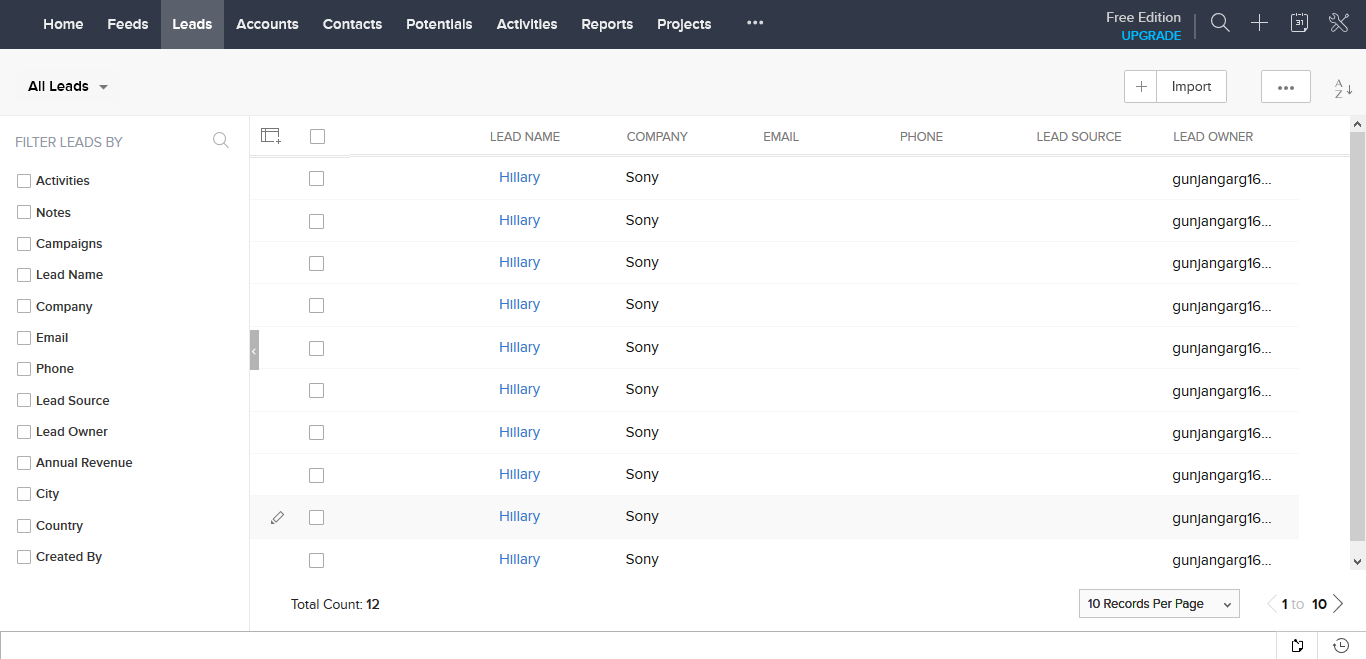 Home Feeds Leads Accounts Contacts Potentials Activities Reports Projects ••• Free Edition
UPGRADE
31
All Leads
Import
•••
A
Z
FILTER LEADS BY
LEAD NAME COMPANY EMAIL PHONE LEAD SOURCE LEAD OWNER
Activities
Notes
Campaigns
Lead Name
Company
Email
Phone
Lead Source
Lead Owner
Annual Revenue
City
Country
Created By
Hillary Sony gunjangarg16...
Hillary Sony gunjangarg16...
Hillary Sony gunjangarg16...
Hillary Sony gunjangarg16...
Hillary Sony gunjangarg16...
Hillary Sony gunjangarg16...
Hillary Sony gunjangarg16...
Hillary Sony gunjangarg16...
Hillary Sony gunjangarg16...
Hillary Sony gunjangarg16...
Total Count: 12 10 Records Per Page 1 to 10